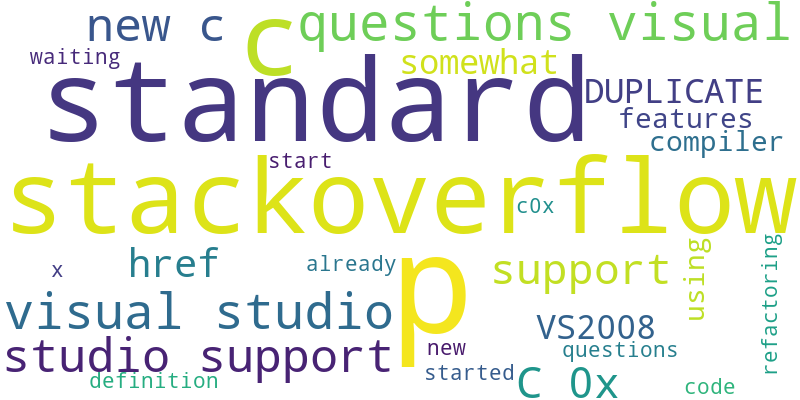 new c
c
questions visual
waiting
somewhat
standard
DUPLICATE
features
compiler
start
stackoverflow
c0x
href
already
p
support
using
refactoring
x
visual studio
VS2008
studio support
new
questions
definition
started
C 0x
code